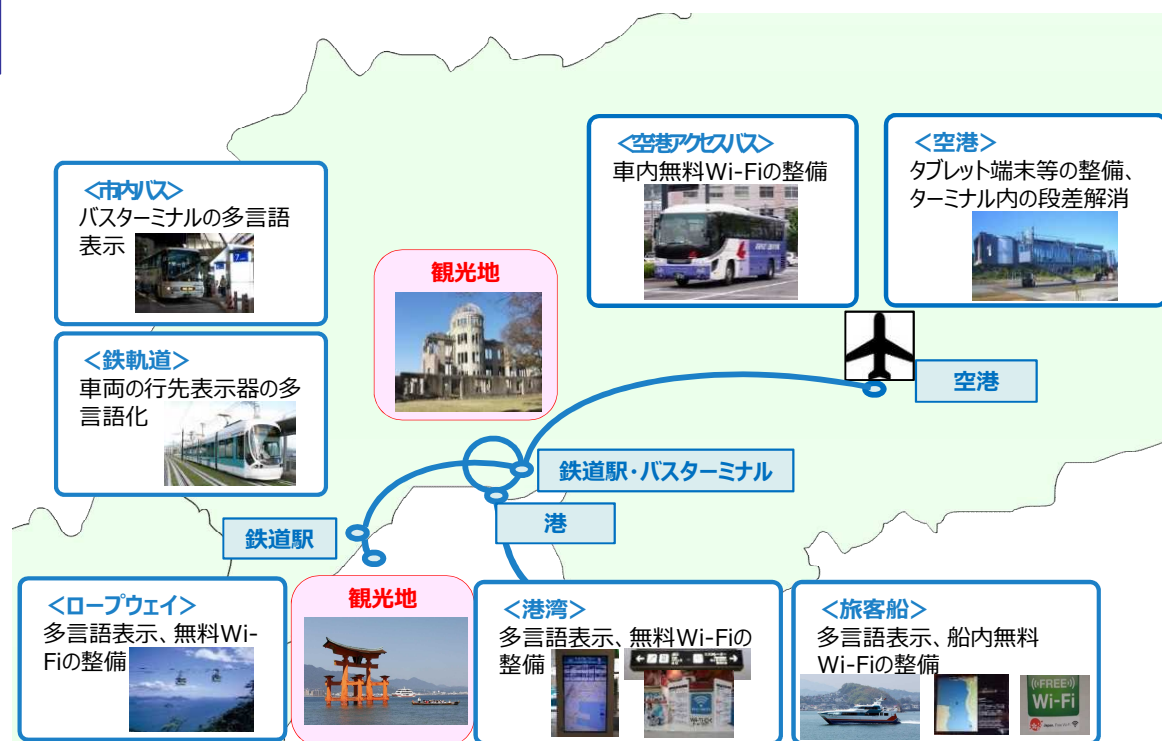 <空港アクセスバス>
車内無料Wi-Fiの整備
<空港>
タブレット端末等の整備、
ターミナル内の段差解消
<市内バス>
バスターミナルの多言語
表示
観光地
<鉄軌道>
車両の行先表示器の多
言語化
空港
鉄道駅・バスターミナル
港
鉄道駅
<ロープウェイ>
多言語表示、無料Wi-
Fiの整備
観光地
<港湾>
多言語表示、無料Wi-Fiの
整備
<旅客船>
多言語表示、船内無料
Wi-Fiの整備
FREE
Wi-Fi